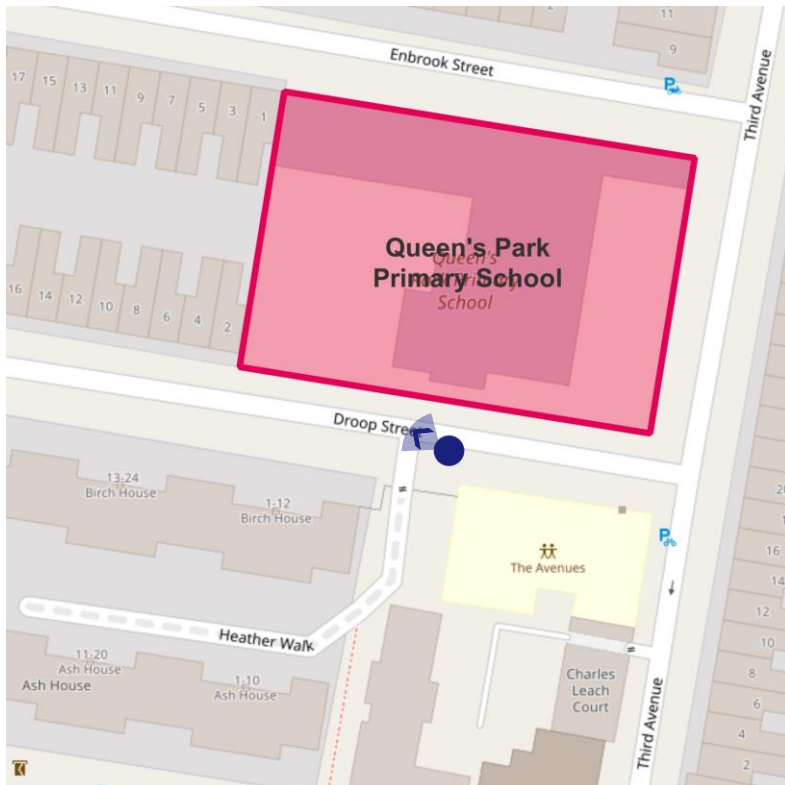 11
9
Enbrook Street
Third Avenue
17
15
13
11
9
7
5
3
1
Queen's Park
Primary School
Queen's
School
16
14
12
10
8
6
4
2
Droop Street
13-24
Birch House
1-12
Birch House
The Avenues
16
14
12
10
8
6
4
2
Heather Walk
11-20
Ash House
Ash House
1-10
Ash House
Charles
Leach
Court
Third Avenue